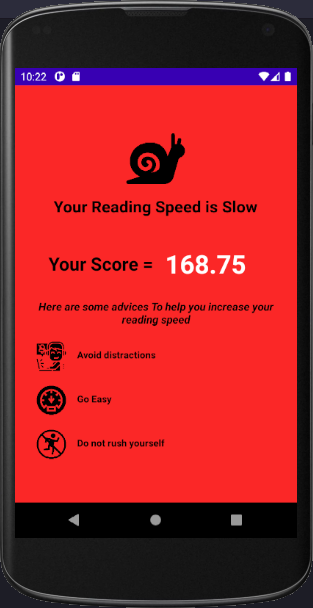 10:22
Your Reading Speed is Slow
Your Score = 168.75
Here are some advices To help you increase your
reading speed
Avoid distractions
Go Easy
Do not rush yourself